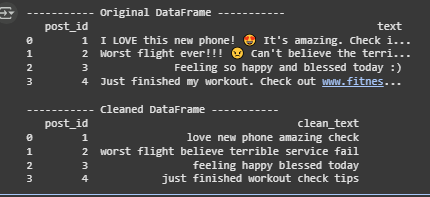 ----------- Original DataFrame -----------
post_id text
0 1 I LOVE this new phone! 😍 It's amazing. Check i...
1 2 Worst flight ever!!! 😠 Can't believe the terri...
2 3 Feeling so happy and blessed today :)
3 4 Just finished my workout. Check out www.fitnes...
----------- Cleaned DataFrame -----------
post_id clean_text
0 1 love new phone amazing check
1 2 worst flight believe terrible service fail
2 3 feeling happy blessed today
3 4 just finished workout check tips